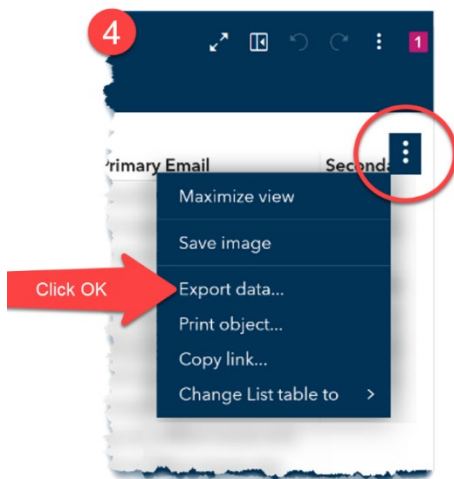 4
1
Primary Email Seconda
Maximize view
Save image
Click OK
Export data...
Print object...
Copy link...
Change List table to >